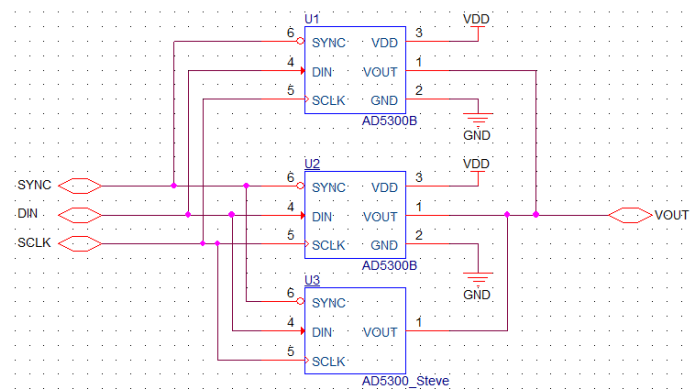 U1 VDD
6 SYNC VDD 3
4 DIN VOUT 1
5 SCLK GND 2
AD5300B
GND
U2 VDD
SYNC 6 SYNC VDD 3
DIN 4 DIN VOUT 1 VOUT
SCLK 5 SCLK GND 2
AD5300B
U3 GND
6 SYNC
4 DIN VOUT 1
5 SCLK
AD5300_Steve